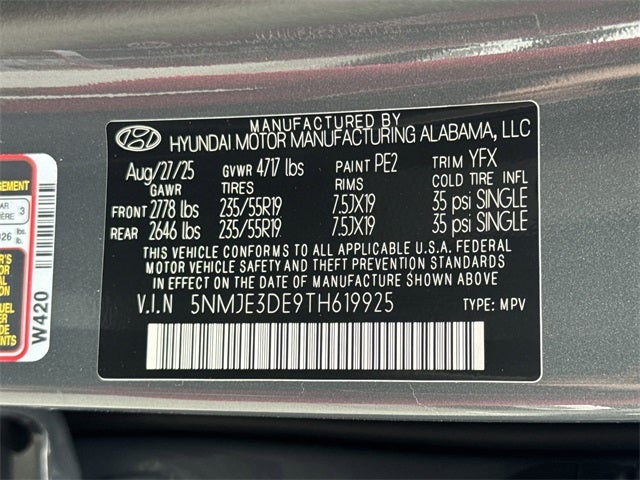 MANUFACTURED BY
HYUNDAI MOTOR MANUFACTURING ALABAMA, LLC
Aug/27/25 GVWR 4717 lbs PAINT PE2 TRIM YFX
GAWR TIRES RIMS COLD TIRE INFL
FRONT 2778 lbs 235/55R19 7.5JX19 35 psi SINGLE
REAR 2646 lbs 235/55R19 7.5JX19 35 psi SINGLE
THIS VEHICLE CONFORMS TO ALL APPLICABLE U.S.A. FEDERAL
MOTOR VEHICLE SAFETY AND THEFT PREVENTION STANDARDS
IN EFFECT ON THE DATE OF MANUFACTURE SHOWN ABOVE.
V.I.N 5NMJE3DE9TH619925 TYPE: MPV
W420